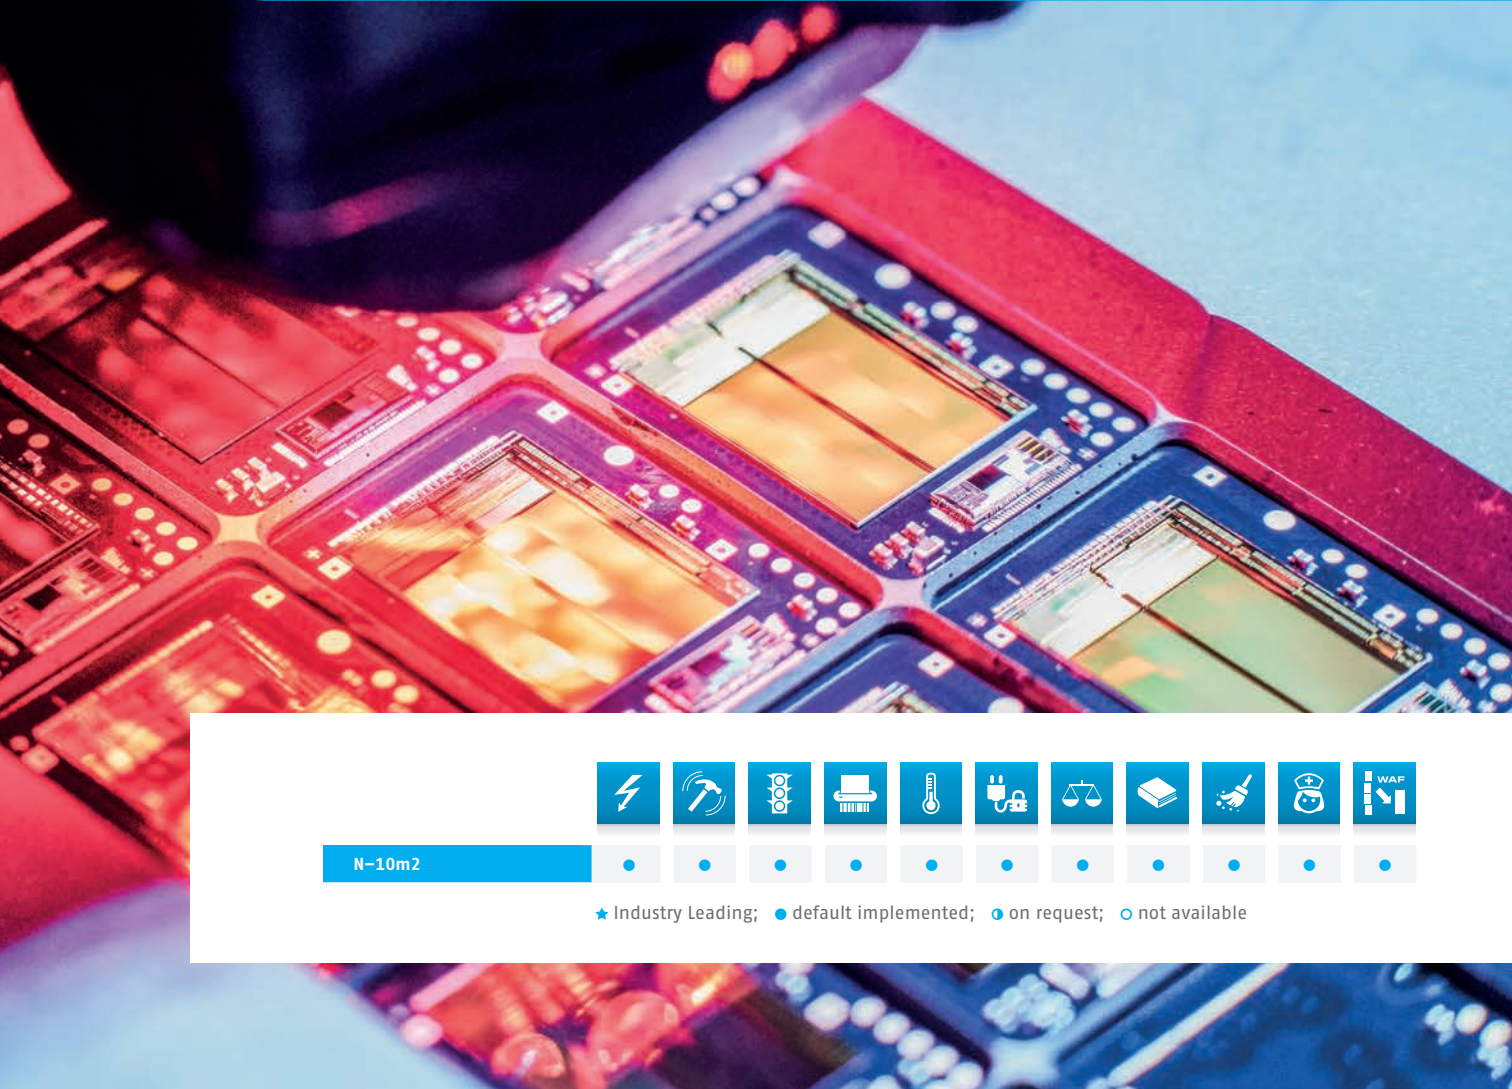 WAF
N–10m2
Industry Leading; default implemented; on request; not available